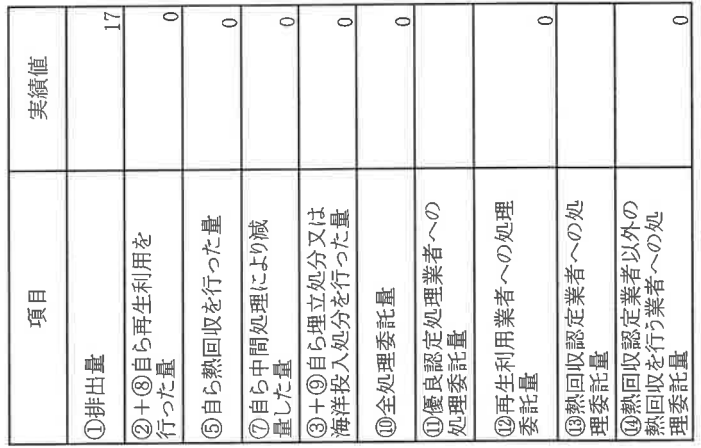 項目 実績値
①排出量 17
②+⑧自ら再生利用を
行った量 0
⑤自ら熱回収を行った量 0
⑦自ら中間処理により減
量した量 0
③+⑨自ら埋立処分又は
海洋投入処分を行った量 0
⑩全処理委託量 0
⑪優良認定処理業者への
処理委託量
⑫再生利用業者への処理
委託量 0
⑬熱回収認定業者への処
理委託量
⑭熱回収認定業者以外の
熱回収を行う業者への処
理委託量 0